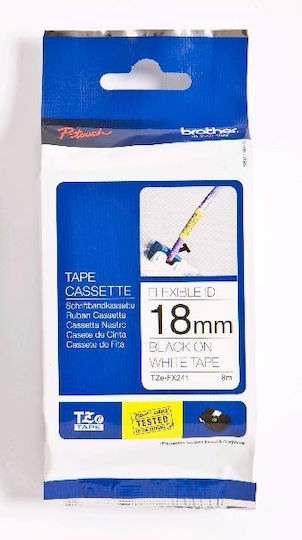 P-touch
brother
TAPE
CASSETTE
Schriftbandkassette
Ruban Cassette
Cassetta Nastro
Casete de Cinta
Cassete de Fita
FLEXIBLE ID
18mm
BLACK ON
WHITE TAPE
TZe-FX241 8m
TZe
TAPE
TESTED